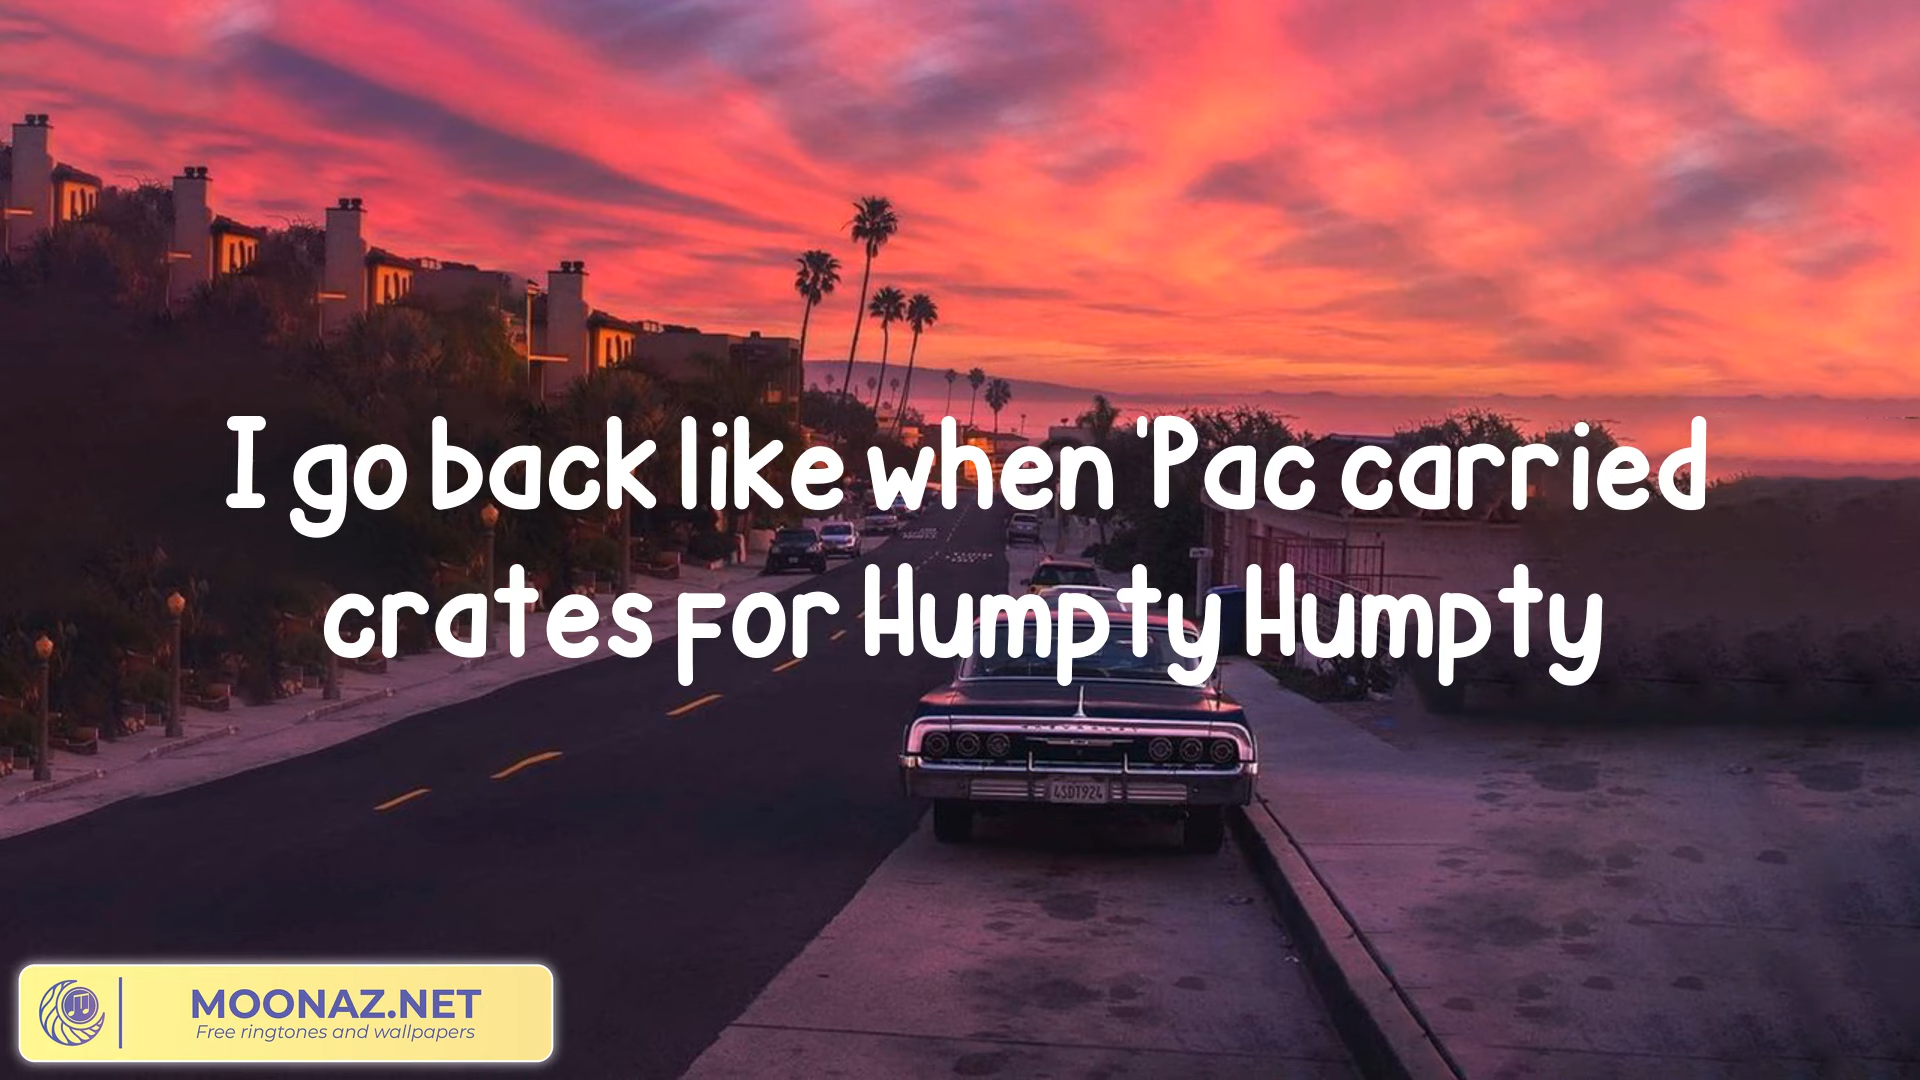 I go back like when 'Pac carried
crates for Humpty Humpty
4SDT924
MOONAZ.NET
Free ringtones and wallpapers